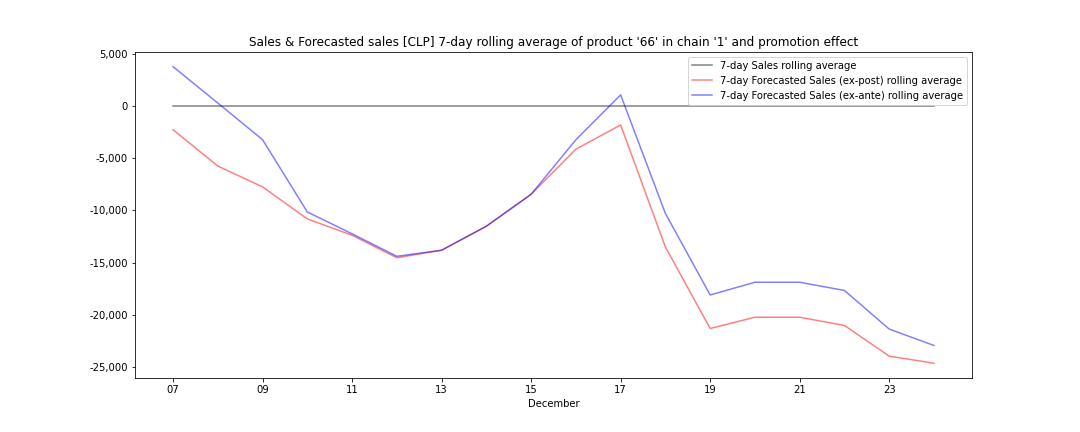 Sales & Forecasted sales [CLP] 7-day rolling average of product '66' in chain '1' and promotion effect
7-day Sales rolling average
7-day Forecasted Sales (ex-post) rolling average
7-day Forecasted Sales (ex-ante) rolling average
5,000
0
-5,000
-10,000
-15,000
-20,000
-25,000
07 09 11 13 15 17 19 21 23
December